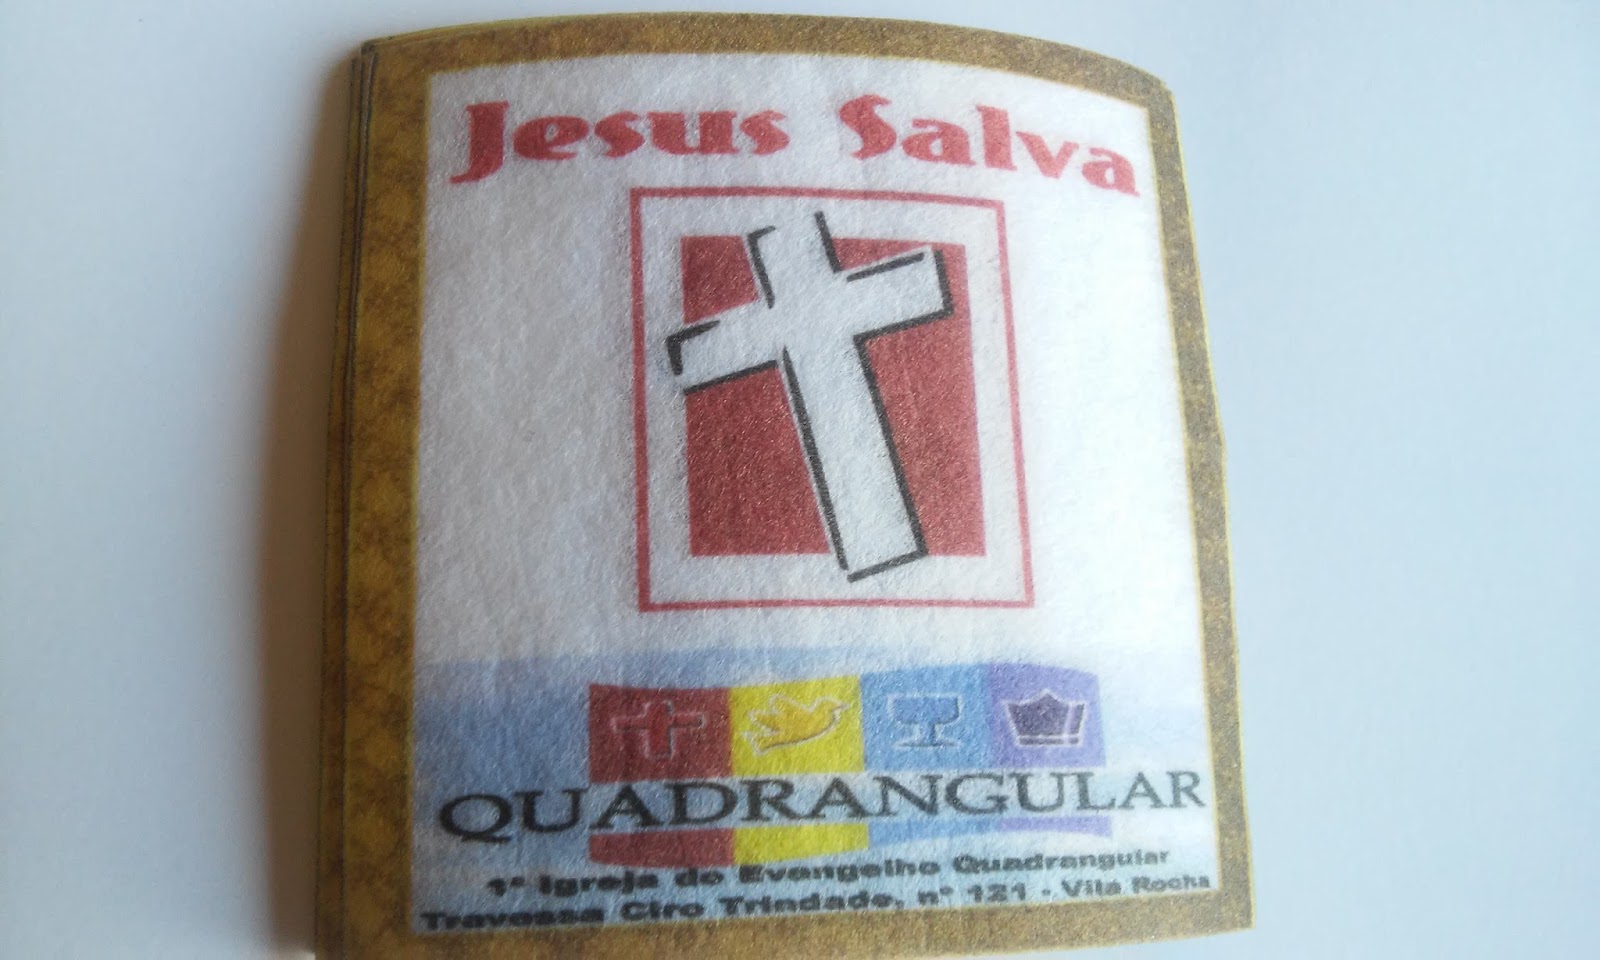 Jesus Salva
QUADRANGULAR
1ª Igreja do Evangelho Quadrangular
Travessa Ciro Trindade, nº 121 - Vila Rocha